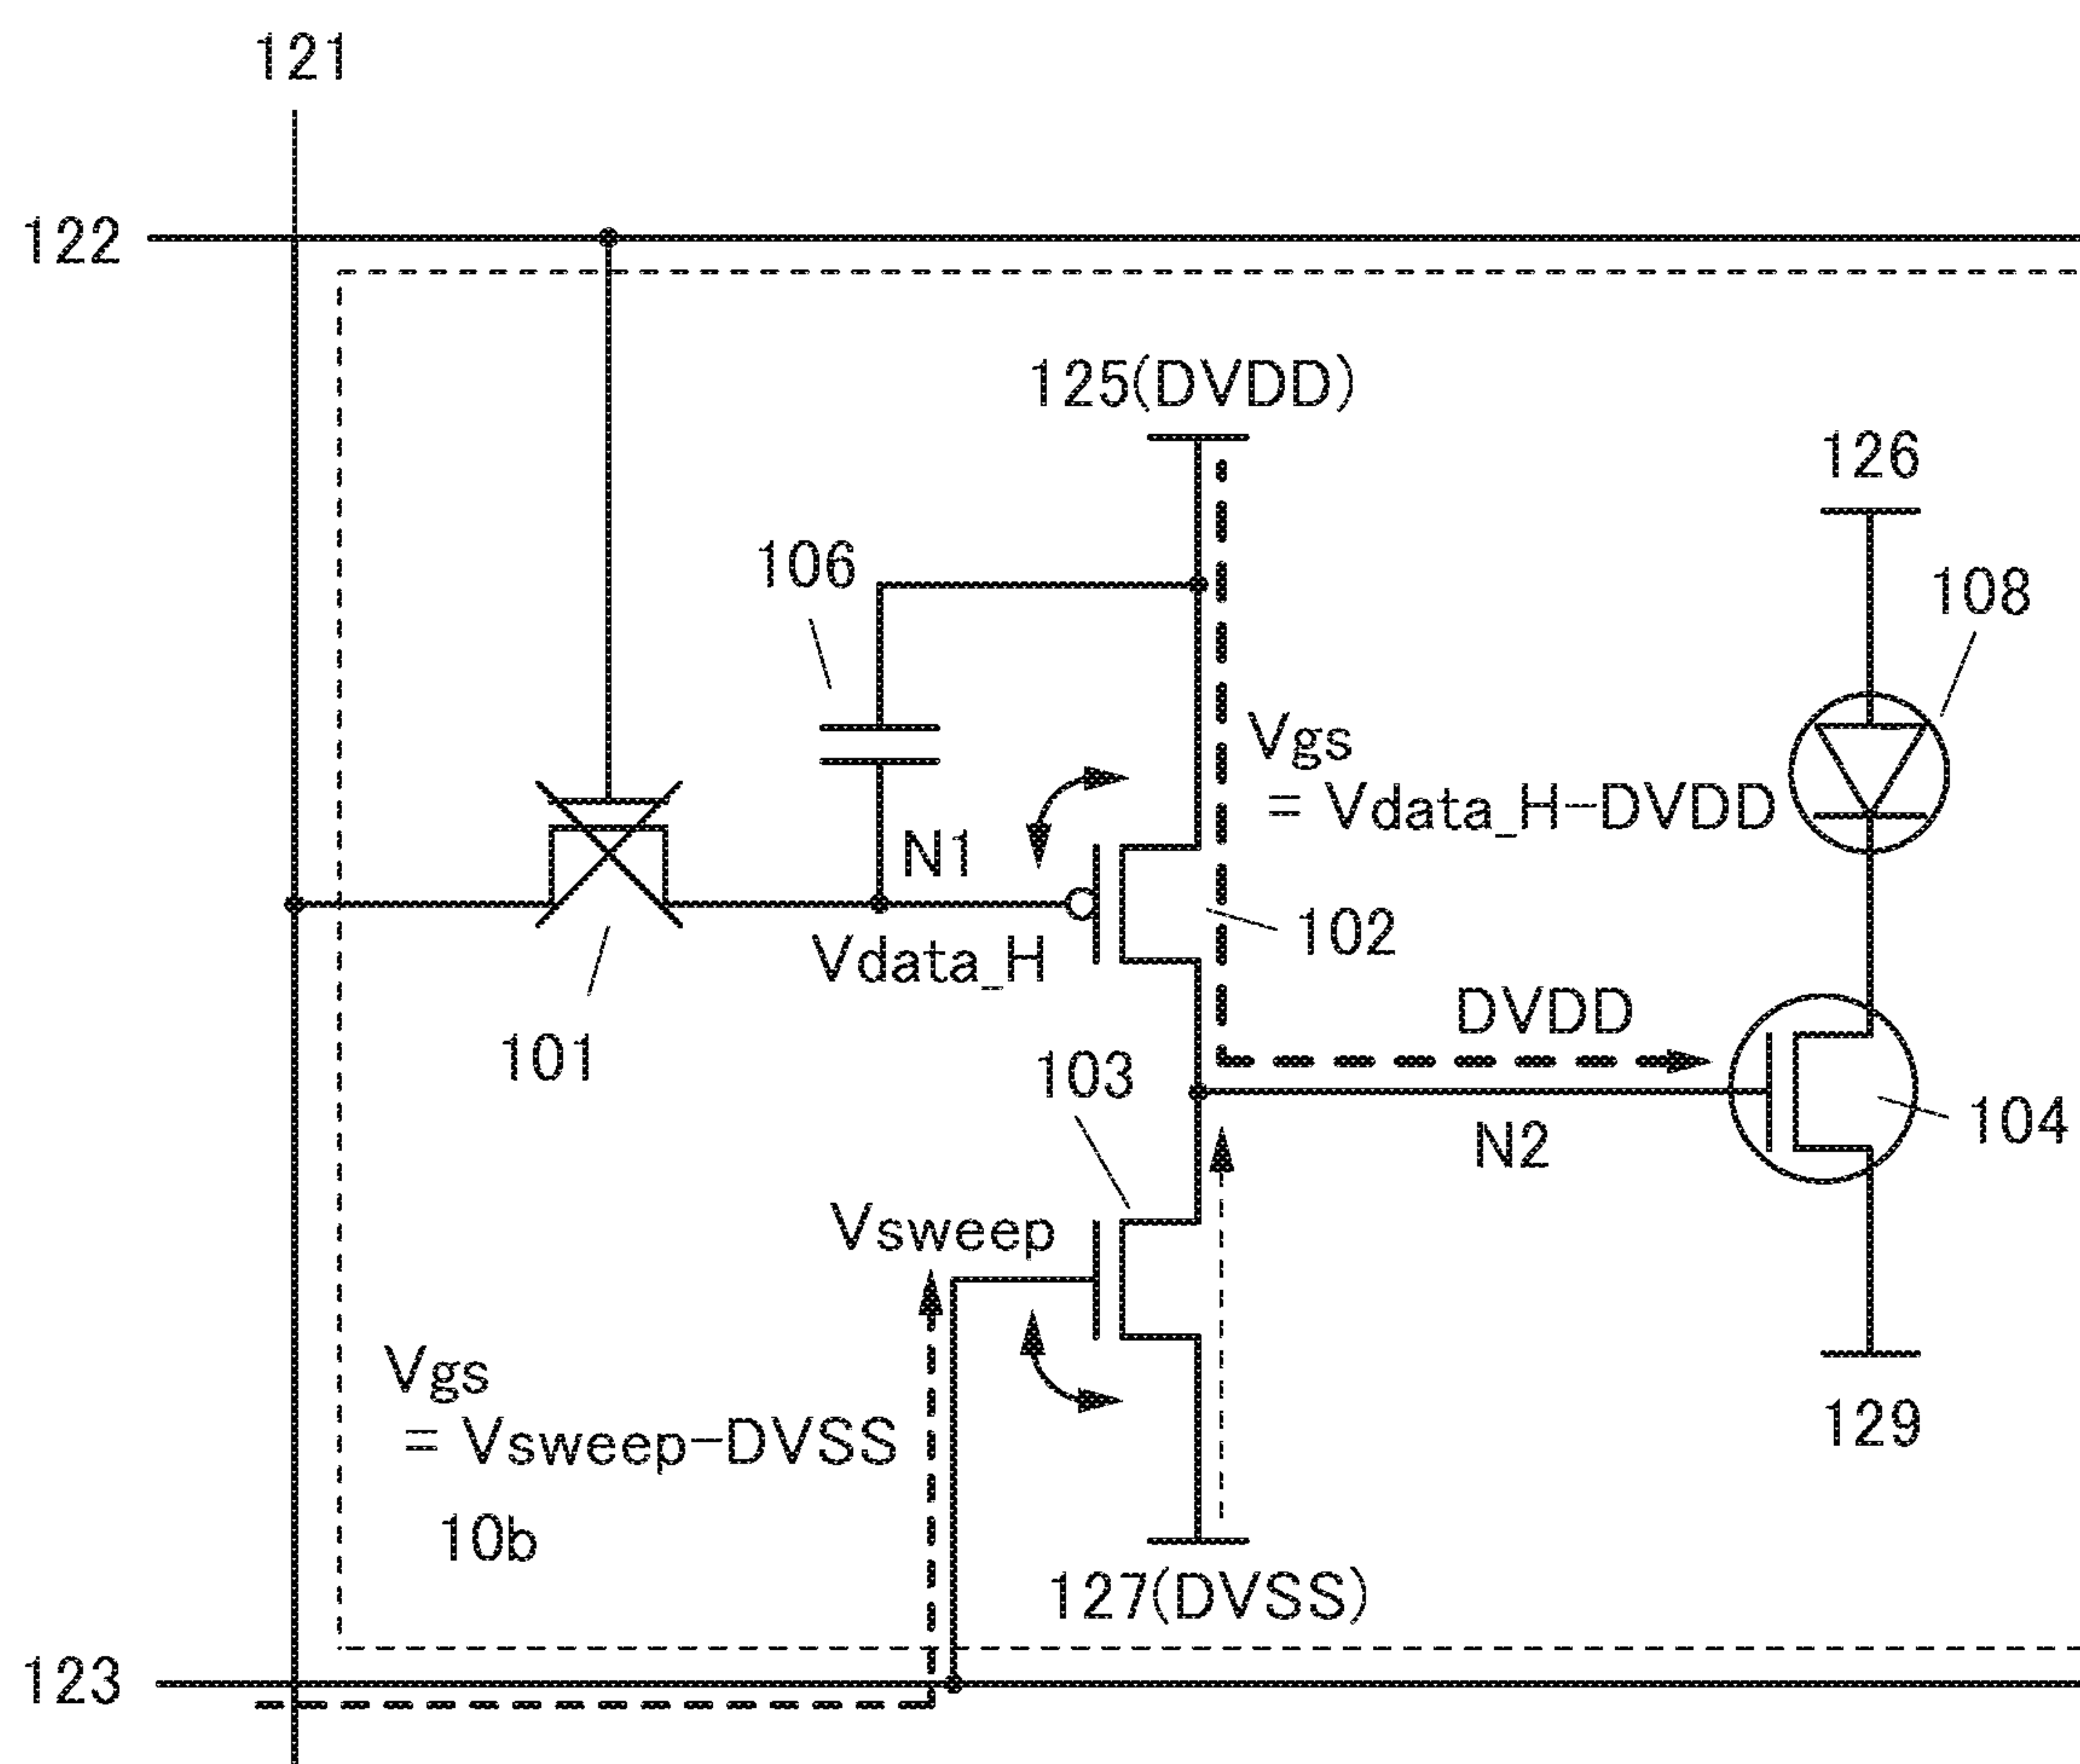 121
122
125(DVDD)
126
106
108
Vgs
= Vdata_H-DVDD
N1
102
Vdata_H
DVDD
101
103
104
N2
Vsweep
Vgs
= Vsweep-DVSS
129
10b
127(DVSS)
123